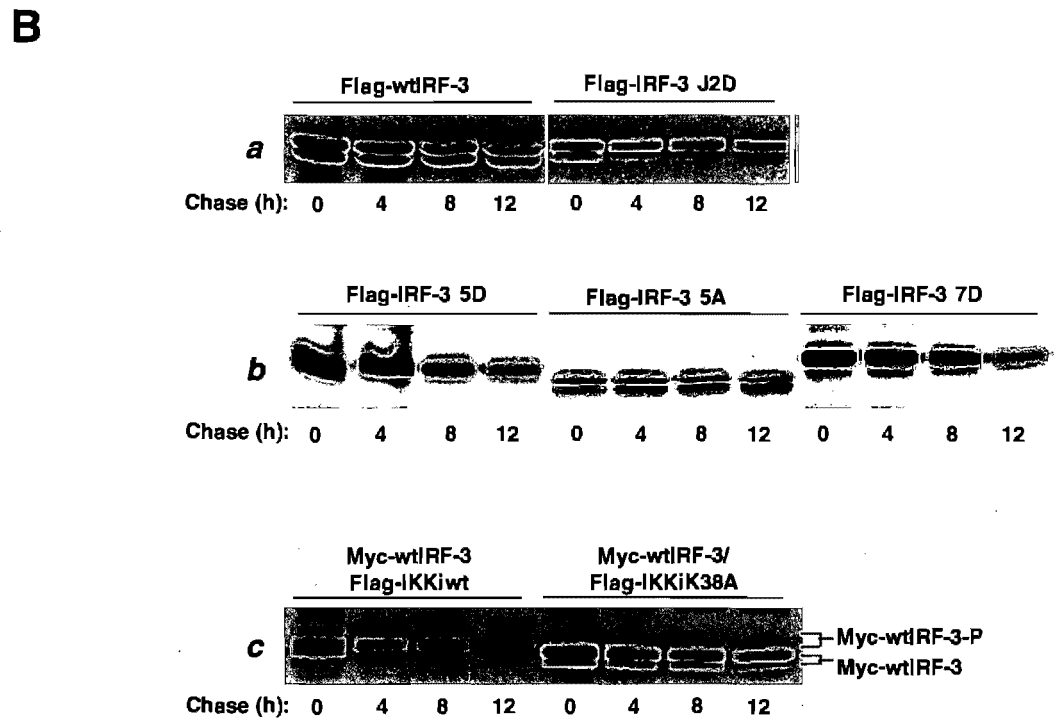 B
Flag-wtIRF-3 Flag-IRF-3 J2D
a
Chase (h): 0 4 8 12 0 4 8 12
Flag-IRF-3 5D Flag-IRF-3 5A Flag-IRF-3 7D
b
Chase (h): 0 4 8 12 0 4 8 12 0 4 8 12
Myc-wtIRF-3 Myc-wtIRF-3/
Flag-IKKiwt Flag-IKKiK38A
c
Myc-wtIRF-3-P
Myc-wtIRF-3
Chase (h): 0 4 8 12 0 4 8 12